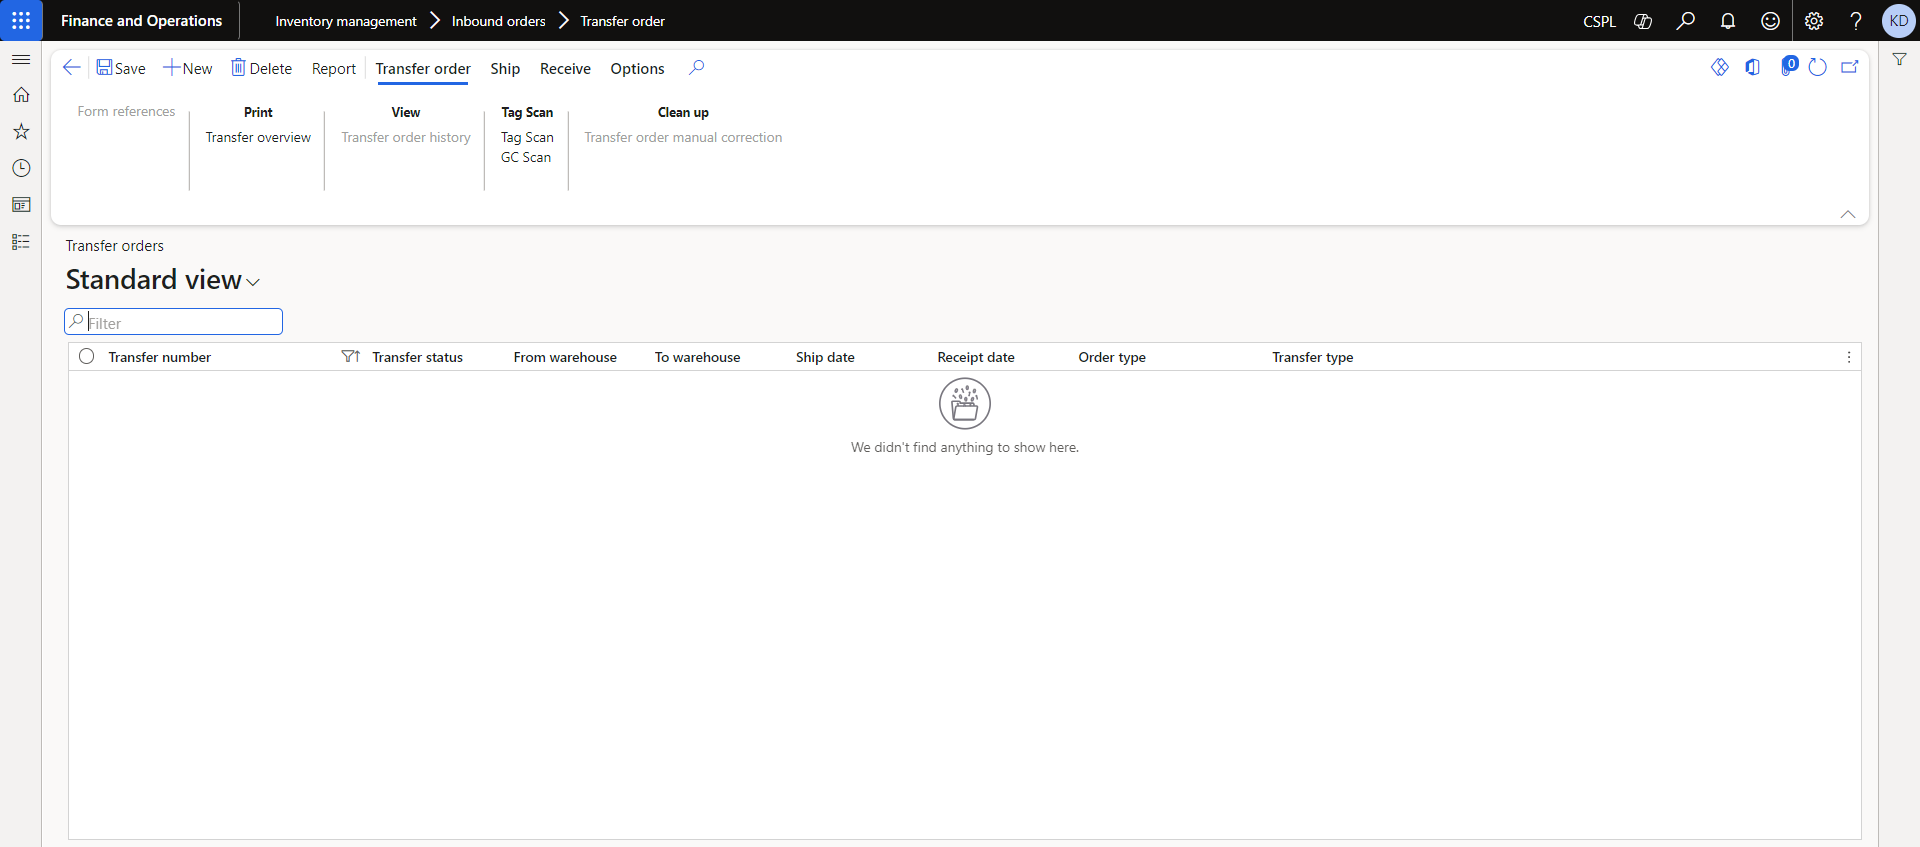 Finance and Operations
Inventory management > Inbound orders > Transfer order
CSPL
KD
Save
New
Delete
Report
Transfer order
Ship
Receive
Options
0
Form references
Print
Transfer overview
View
Transfer order history
Tag Scan
Tag Scan
GC Scan
Clean up
Transfer order manual correction
Transfer orders
Standard view
Filter
Transfer number
Transfer status
From warehouse
To warehouse
Ship date
Receipt date
Order type
Transfer type
We didn't find anything to show here.